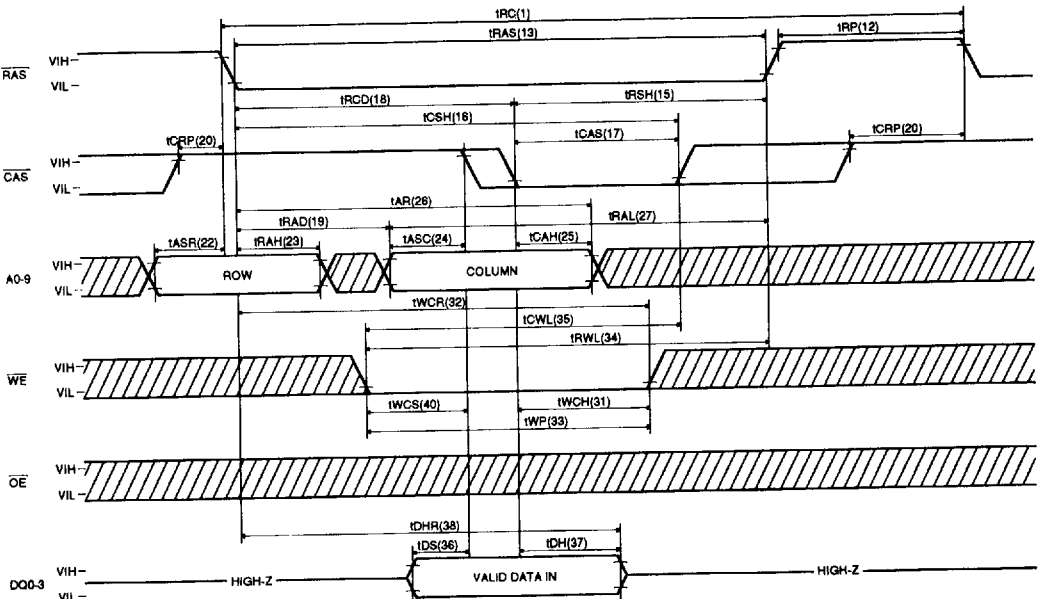 tRC(1)
tRAS(13)
tRP(12)
RAS
VIH
VIL
tRCD(18)
tRSH(15)
tCSH(16)
tCRP(20)
tCAS(17)
tCRP(20)
CAS
VIH
VIL
tAR(26)
tRAD(19)
tRAL(27)
tASR(22)
tRAH(23)
tASC(24)
tCAH(25)
A0-9
VIH
VIL
ROW
COLUMN
tWCR(32)
tCWL(35)
tRWL(34)
WE
VIH
VIL
tWCS(40)
tWCH(31)
tWP(33)
OE
VIH
VIL
tDHR(38)
tDS(36)
tDH(37)
DQ0-3
VIH
VIL
HIGH-Z
VALID DATA IN
HIGH-Z